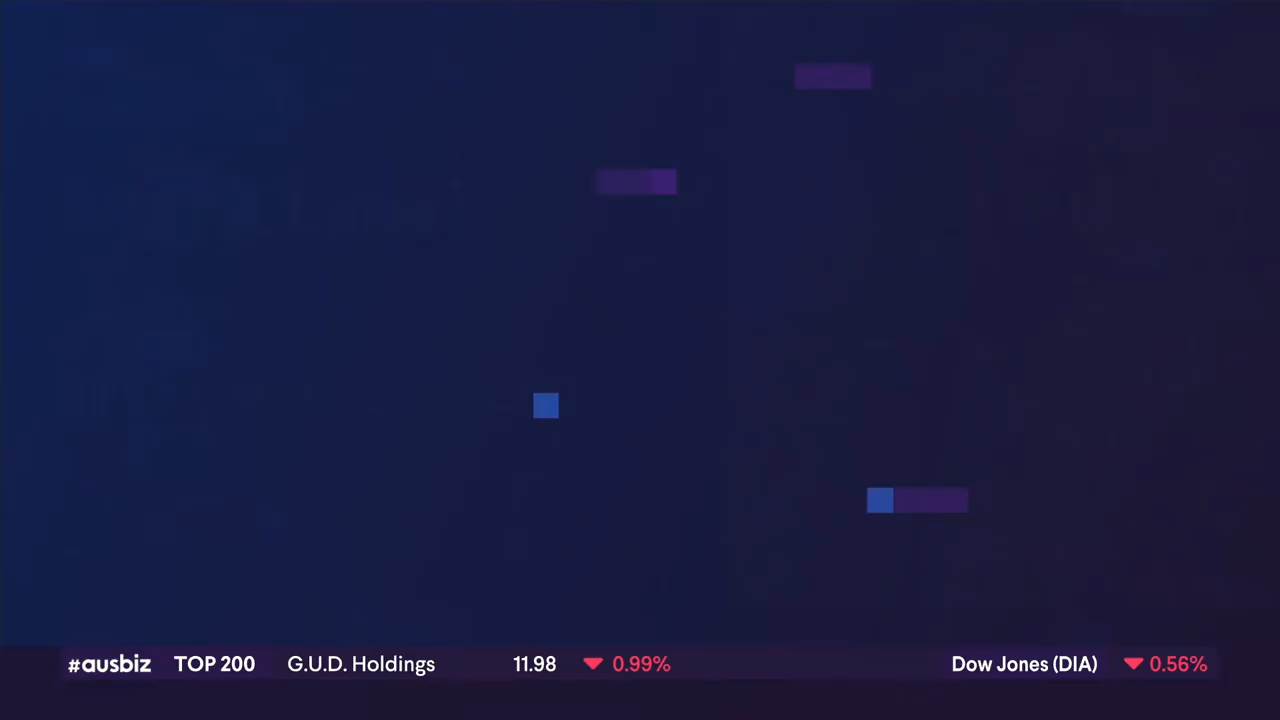 #ausbiz TOP 200 G.U.D. Holdings 11.98 ▼ 0.99% Dow Jones (DIA) ▼ 0.56%